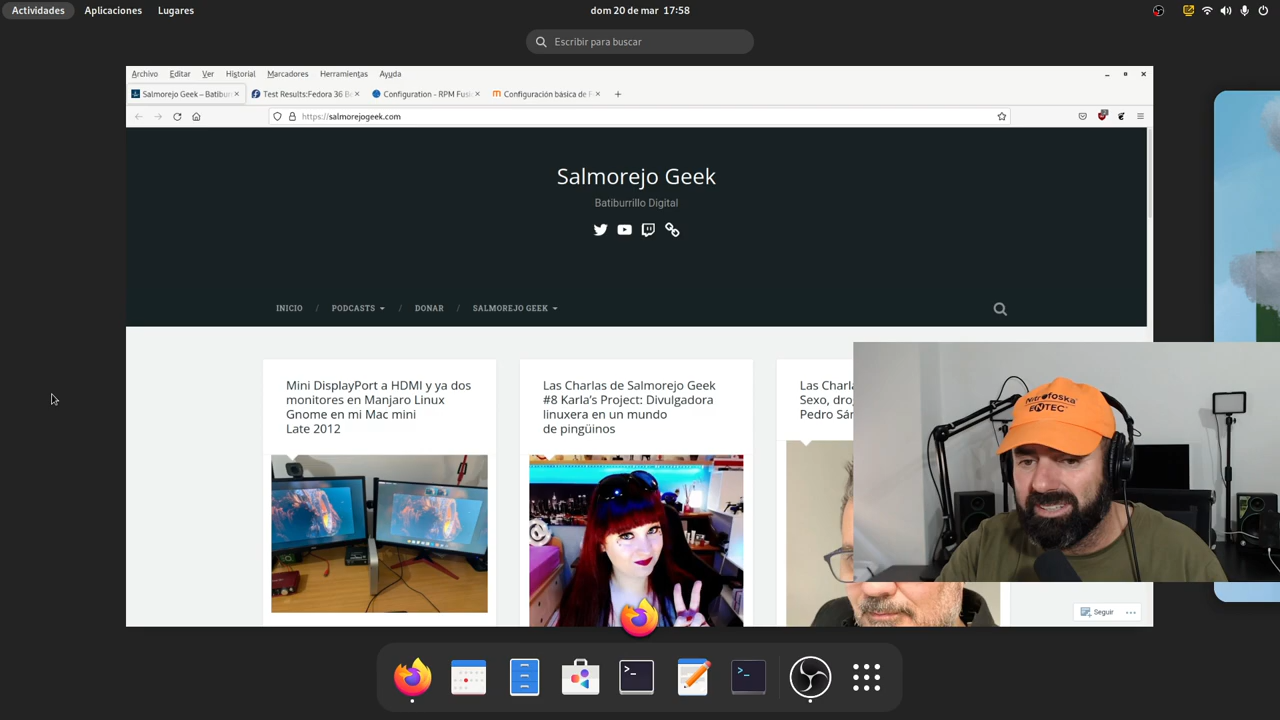 Actividades Aplicaciones Lugares dom 20 de mar 17:58
Escribir para buscar
Archivo Editar Ver Historial Marcadores Herramientas Ayuda
Salmorejo Geek – Batibur Test Results:Fedora 36 B Configuration - RPM Fus Configuración basica de
https://salmorejogeek.com
Salmorejo Geek
Batiburrillo Digital
INICIO / PODCASTS / DONAR / SALMOREJO GEEK
Mini DisplayPort a HDMI y ya dos
monitores en Manjaro Linux
Gnome en mi Mac mini
Late 2012
Las Charlas de Salmorejo Geek
#8 Karla's Project: Divulgadora
linuxera en un mundo
de pingüinos
Las Charla
Sexo, dro
Pedro Sán
Nitrofoska
ENTEC
Seguir